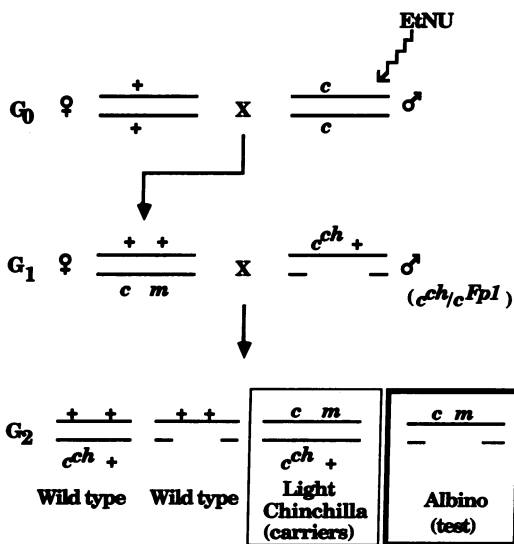 EtNU
+ c
G0 ♀ X ♂
+ c
+ + cch +
G1 ♀ X ♂
c m (cch/cFp1)
+ + + + c m c m
G2
cch + cch +
Wild type Wild type Light Chinchilla (carriers) Albino (test)